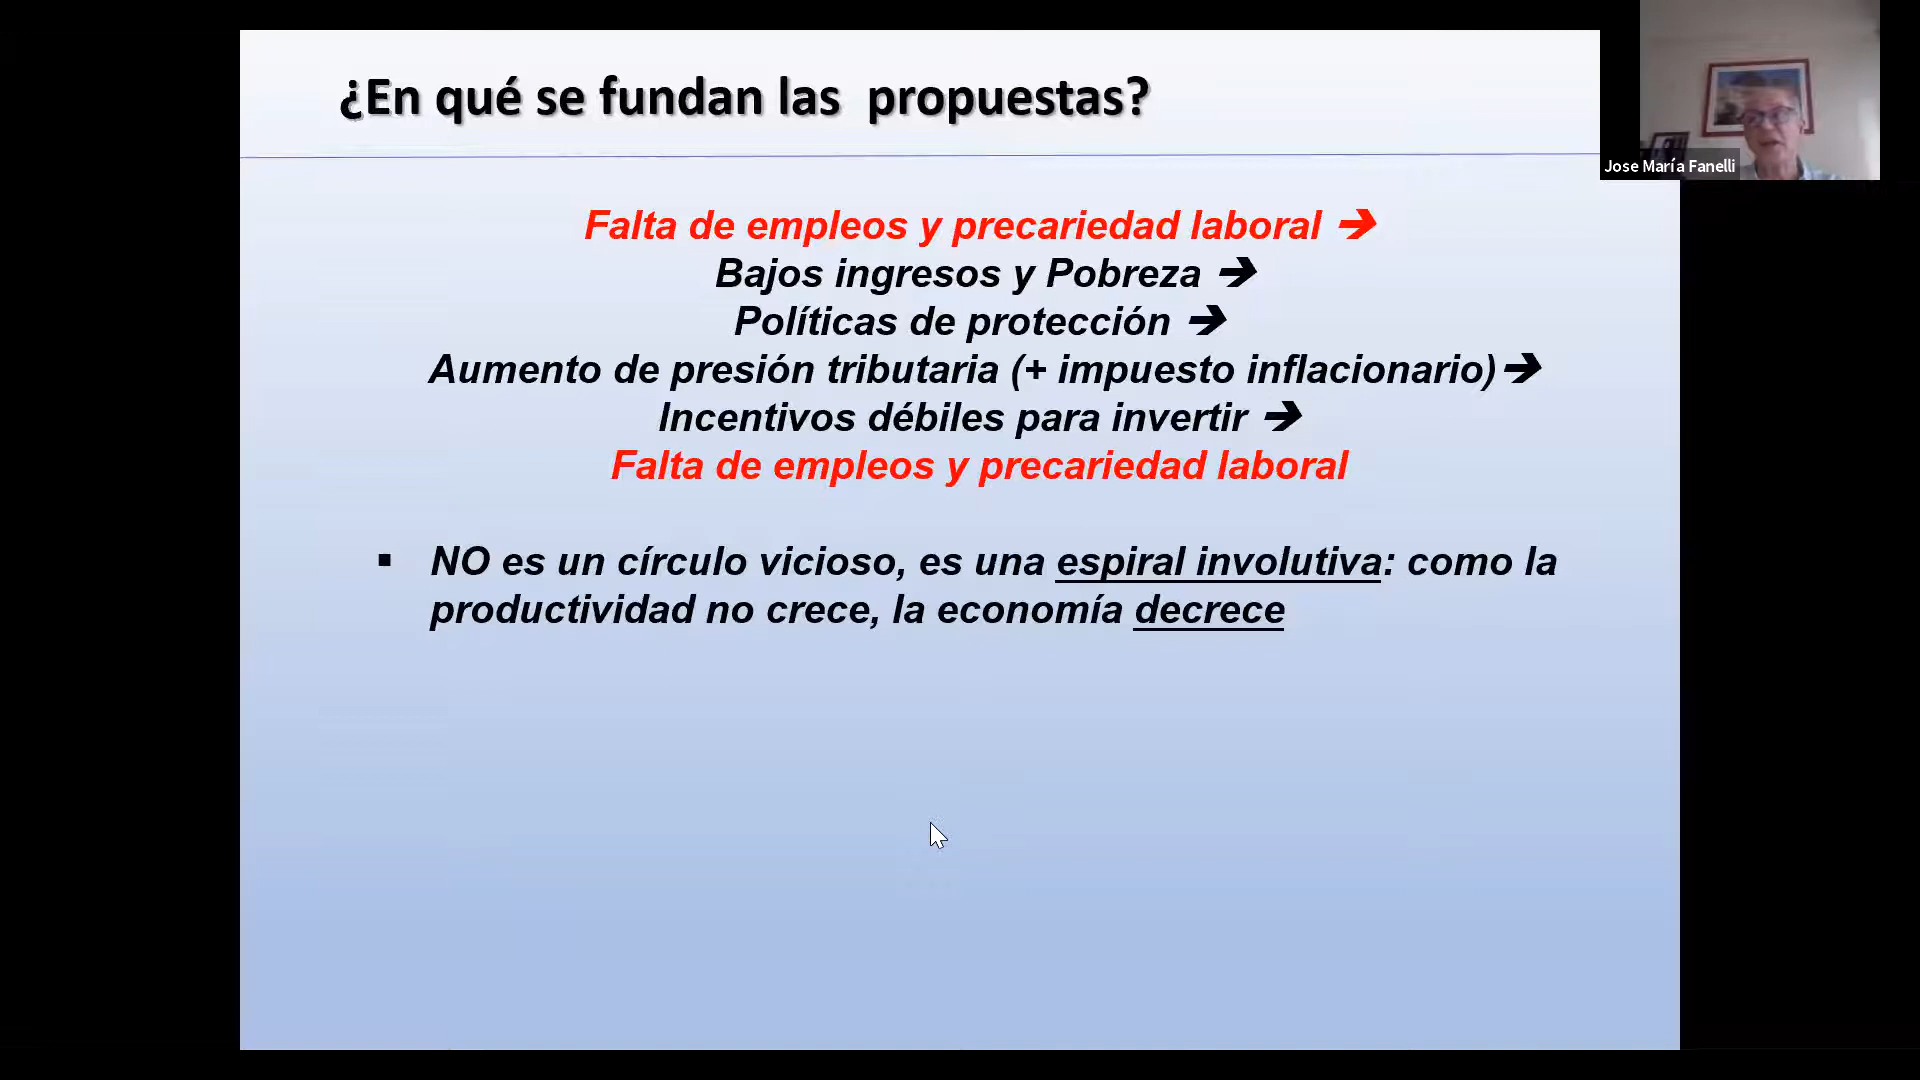 ¿En qué se fundan las propuestas?
Jose María Fanelli
Falta de empleos y precariedad laboral →
Bajos ingresos y Pobreza →
Políticas de protección →
Aumento de presión tributaria (+ impuesto inflacionario) →
Incentivos débiles para invertir →
Falta de empleos y precariedad laboral
▪ NO es un círculo vicioso, es una espiral involutiva: como la
productividad no crece, la economía decrece